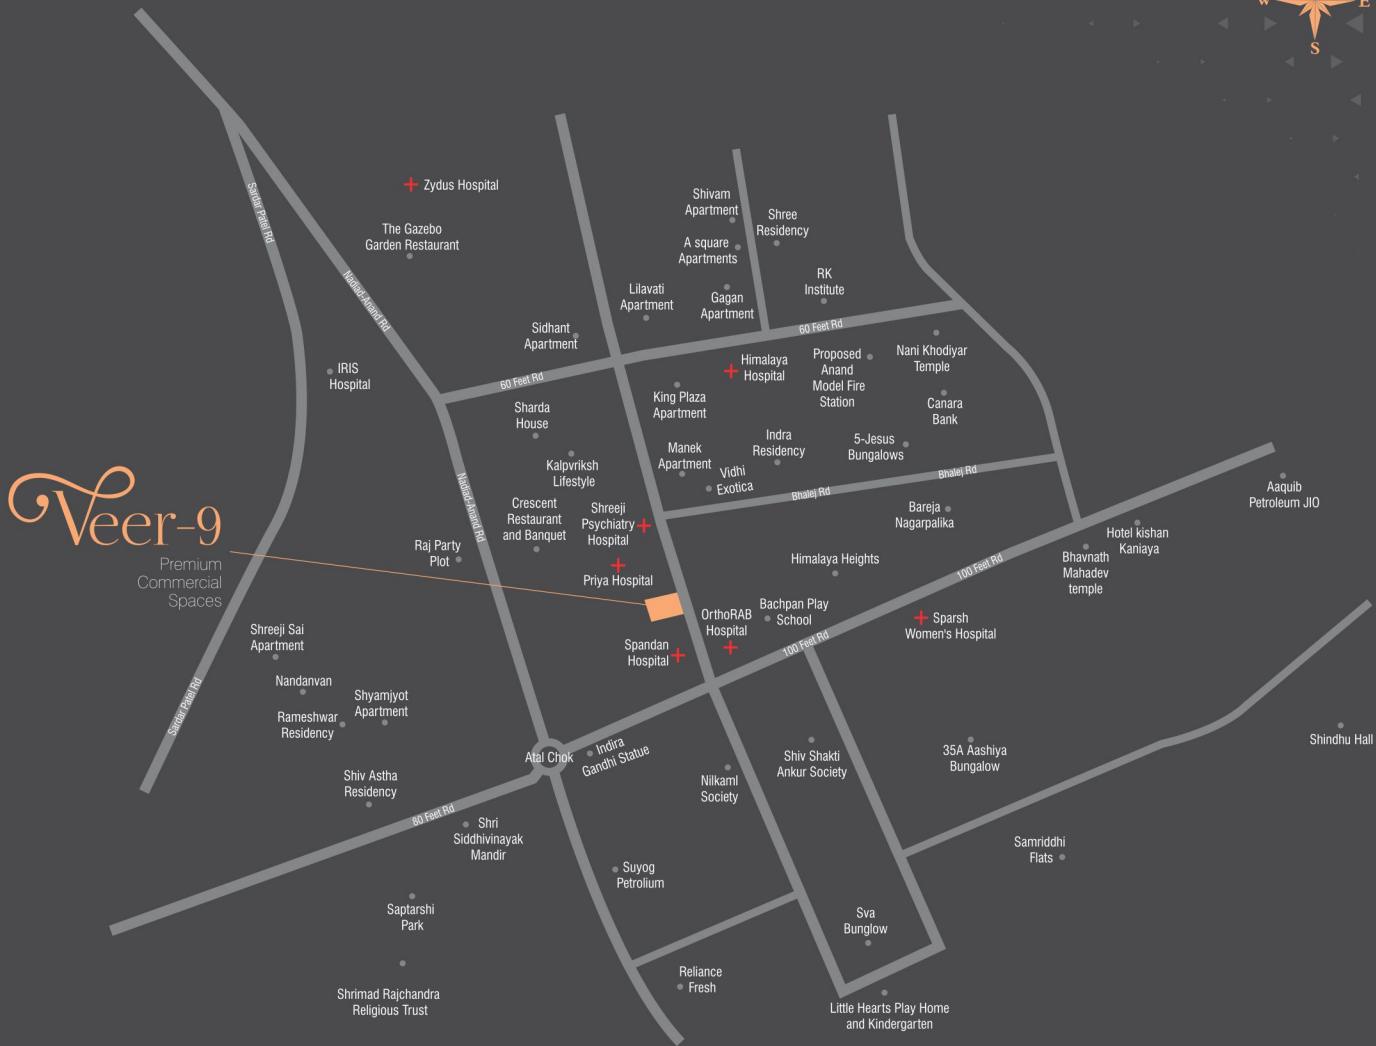 W
E
S
Zydus Hospital
The Gazebo
Garden Restaurant
Sardar Patel Rd
Nadiad-Anand Rd
Shivam
Apartment
Shree
Residency
A square
Apartments
RK
Institute
Lilavati
Apartment
Gagan
Apartment
Sidhant
Apartment
60 Feet Rd
60 Feet Rd
IRIS
Hospital
Himalaya
Hospital
Proposed
Anand
Model Fire
Station
Nani Khodiyar
Temple
King Plaza
Apartment
Canara
Bank
Sharda
House
Kalpvriksh
Lifestyle
Manek
Apartment
Indra
Residency
5-Jesus
Bungalows
Vidhi
Exotica
Bhalej Rd
Bhalej Rd
Nadiad-Anand Rd
Crescent
Restaurant
and Banquet
Shreeji
Psychiatry
Hospital
Bareja
Nagarpalika
Aaquib
Petroleum JIO
Hotel kishan
Kaniaya
Veer-9
Premium
Commercial
Spaces
Raj Party
Plot
Priya Hospital
Himalaya Heights
100 Feet Rd
Bhavnath
Mahadev
temple
OrthoRAB
Hospital
Bachpan Play
School
Sparsh
Women's Hospital
Spandan
Hospital
100 Feet Rd
Shreeji Sai
Apartment
Nandanvan
Shyamjyot
Apartment
Rameshwar
Residency
Sardar Patel Rd
Atal Chok
Indira
Gandhi Statue
Shiv Shakti
Ankur Society
35A Aashiya
Bungalow
Shindhu Hall
Shiv Astha
Residency
Nilkaml
Society
80 Feet Rd
Shri
Siddhivinayak
Mandir
Samriddhi
Flats
Suyog
Petrolium
Saptarshi
Park
Sva
Bunglow
Reliance
Fresh
Shrimad Rajchandra
Religious Trust
Little Hearts Play Home
and Kindergarten